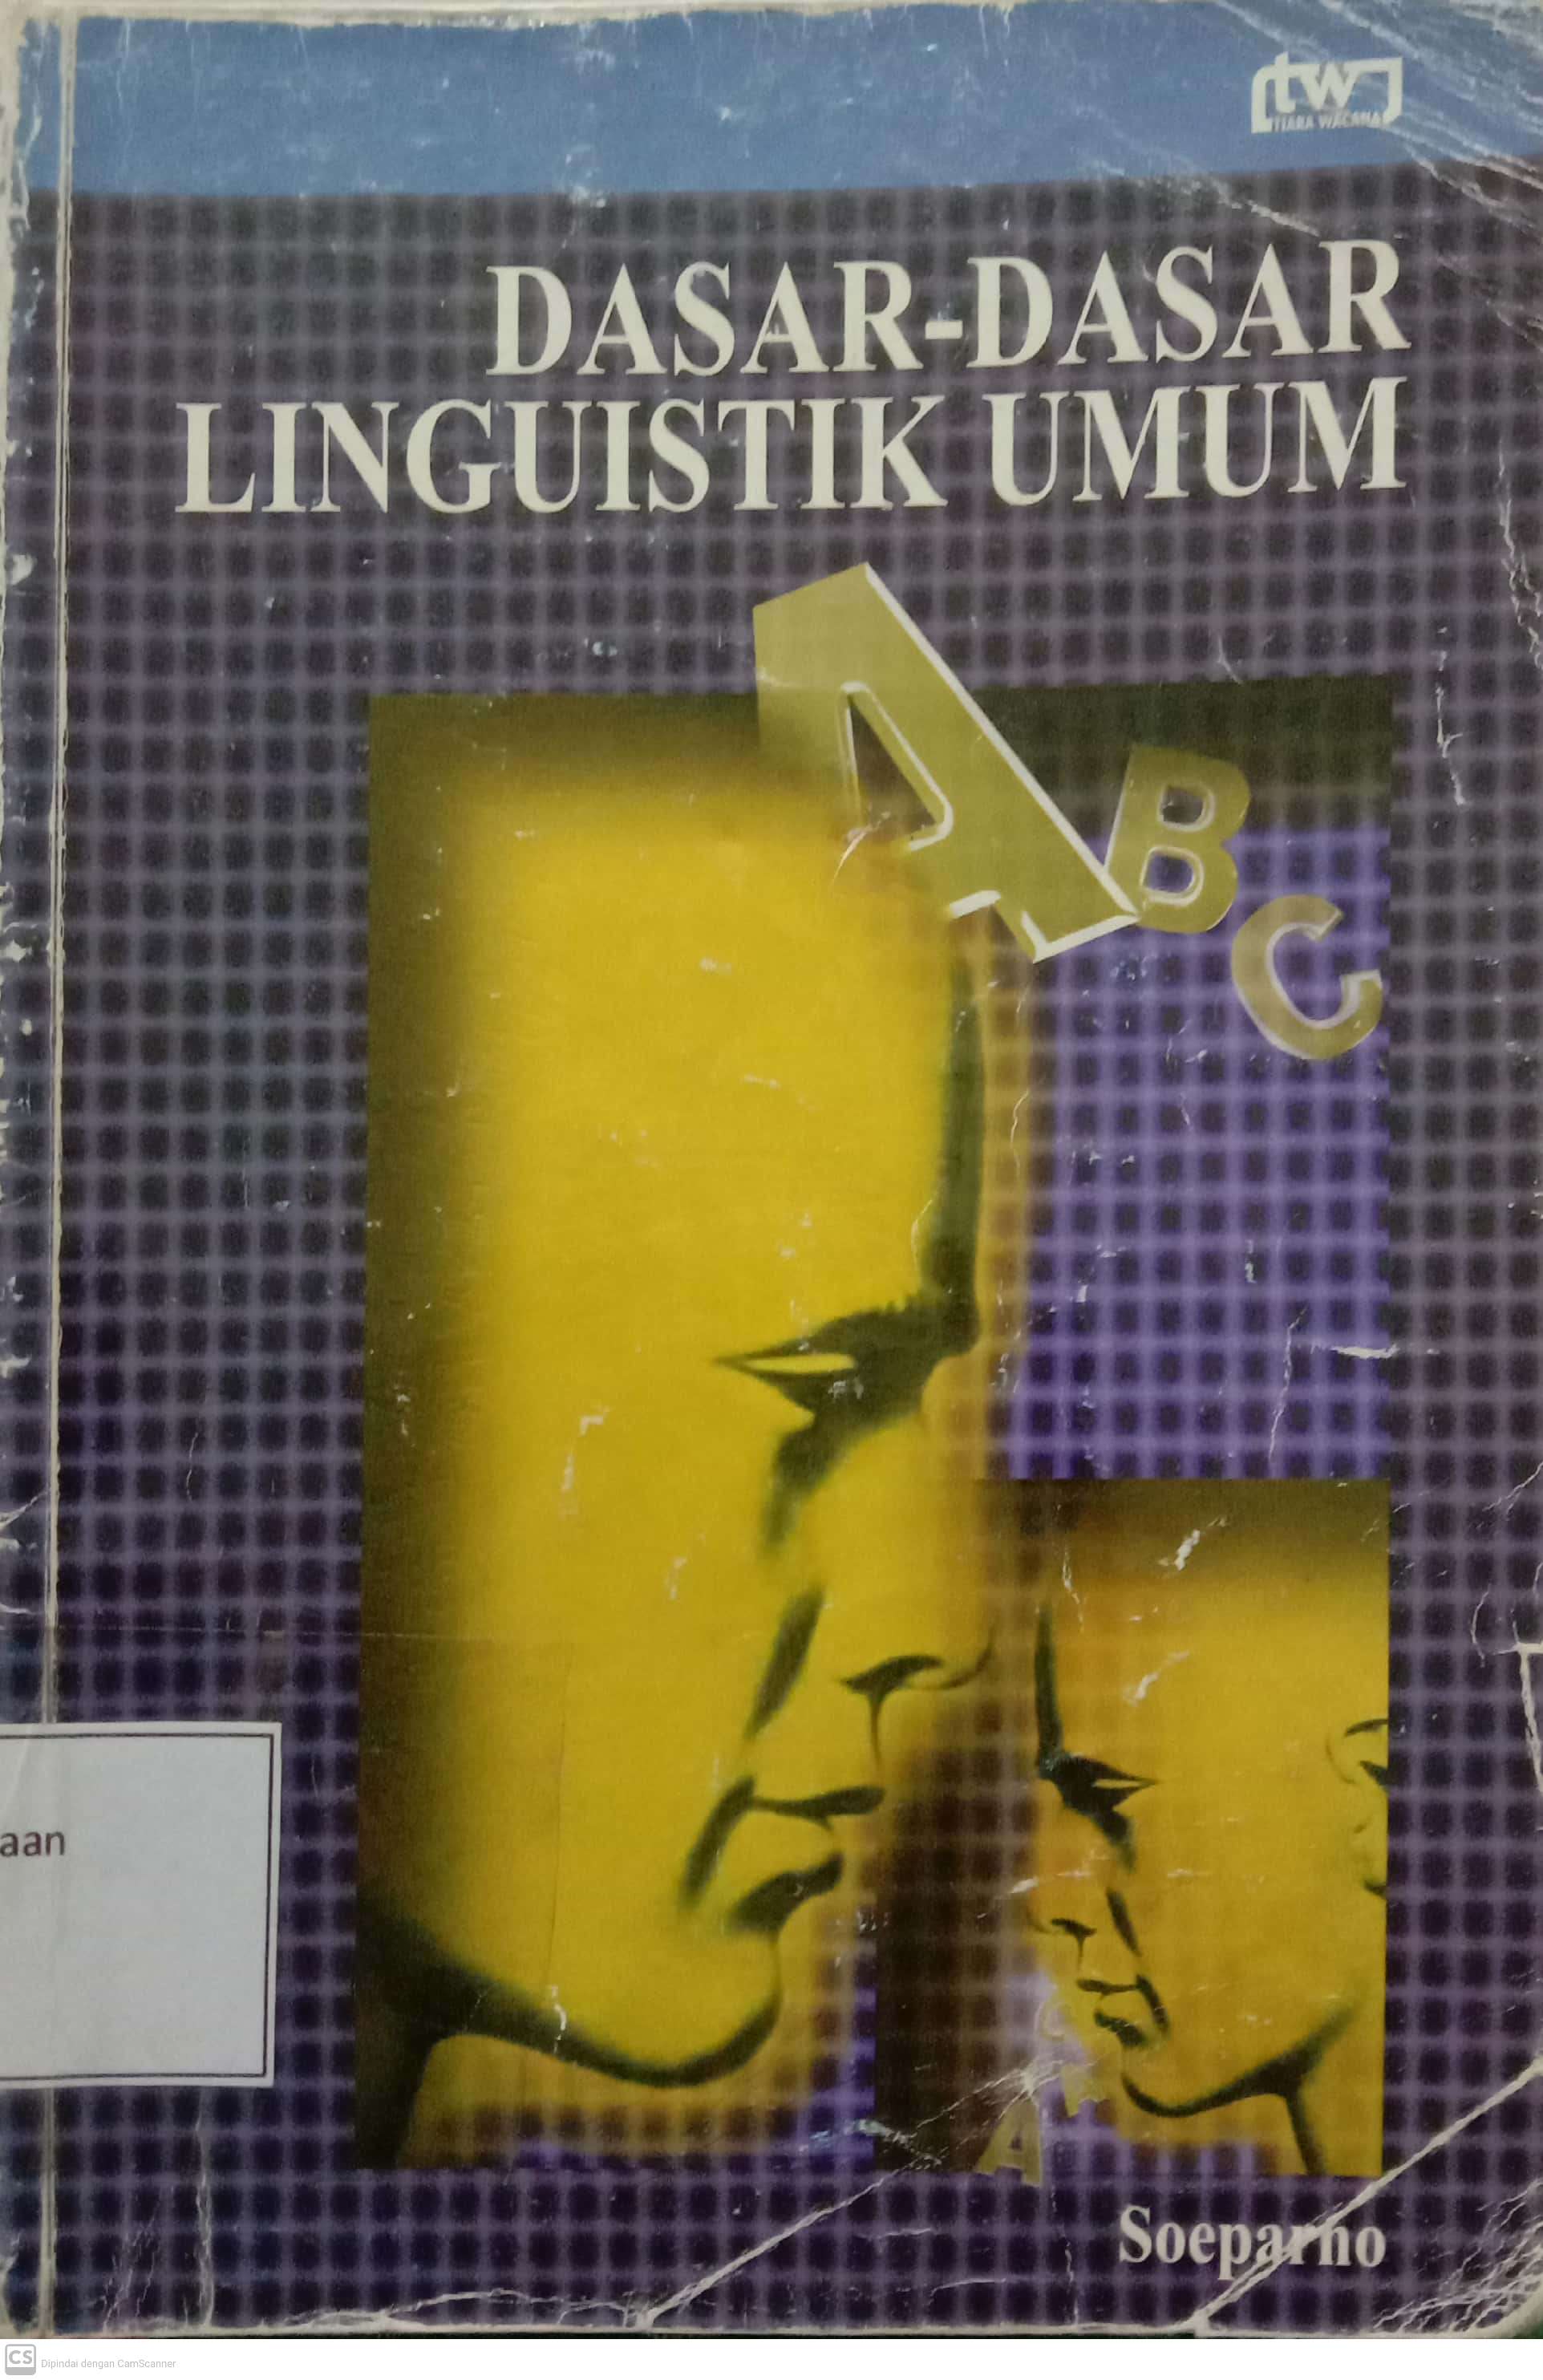 tw
TIARA WACANA
DASAR-DASAR
LINGUISTIK UMUM
A
B
C
aan
A
Soeparno
CS Dipindai dengan CamScanner